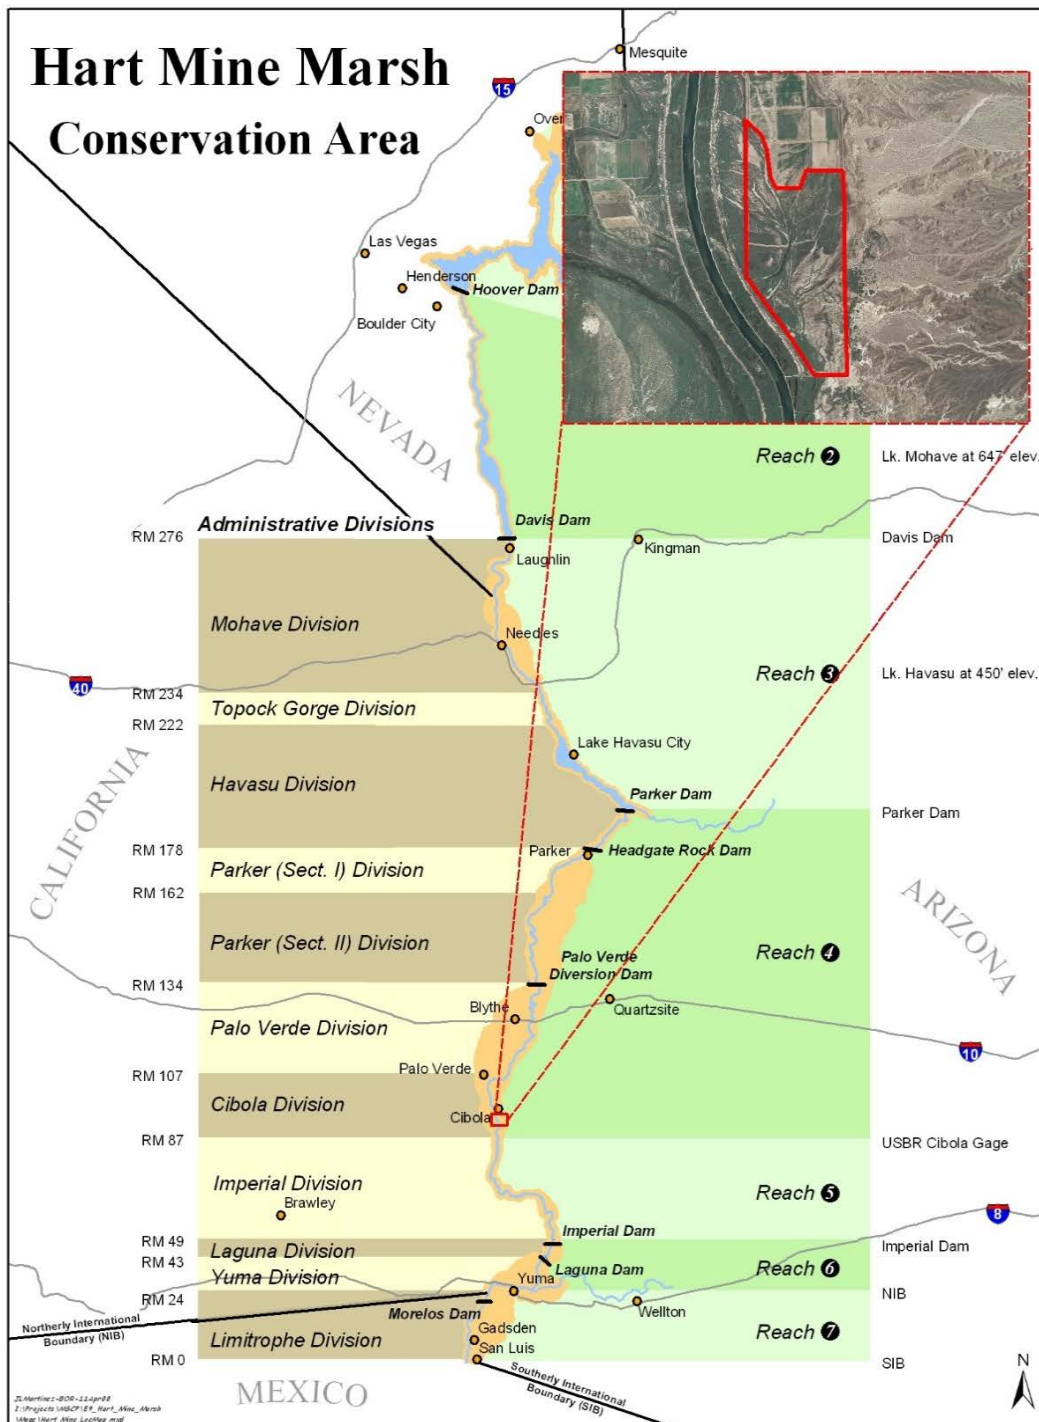 Hart Mine Marsh
Conservation Area
Mesquite
15
Over
Las Vegas
Henderson
Hoover Dam
Boulder City
NEVADA
Reach 2
Lk. Mohave at 647' elev.
Administrative Divisions
Davis Dam
RM 276
Laughlin
Kingman
Davis Dam
Mohave Division
Needles
Reach 3
Lk. Havasu at 450' elev.
40
RM 234
Topock Gorge Division
RM 222
Lake Havasu City
Havasu Division
Parker Dam
Parker Dam
CALIFORNIA
RM 178
Parker
Headgate Rock Dam
Parker (Sect. I) Division
RM 162
ARIZONA
Parker (Sect. II) Division
Reach 4
Palo Verde
Diversion Dam
RM 134
Blythe
Quartzsite
Palo Verde Division
10
Palo Verde
RM 107
Cibola Division
Cibola
RM 87
USBR Cibola Gage
Imperial Division
Reach 5
Brawley
8
Imperial Dam
RM 49
Laguna Division
Imperial Dam
RM 43
Laguna Dam
Reach 6
Yuma Division
Yuma
RM 24
NIB
Morelos Dam
Wellton
Northerly International
Boundary (NIB)
Gadsden
Limitrophe Division
Reach 7
San Luis
RM 0
SIB
Southerly International
Boundary (SIB)
MEXICO
N
JLMartinez-BOR-11Apr08